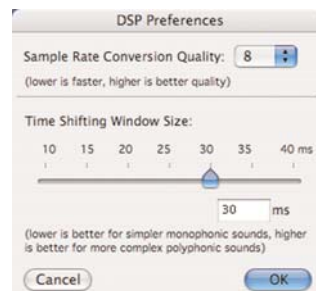 DSP Preferences
Sample Rate Conversion Quality: 8
(lower is faster, higher is better quality)
Time Shifting Window Size:
10 15 20 25 30 35 40 ms
30 ms
(lower is better for simpler monophonic sounds, higher
is better for more complex polyphonic sounds)
Cancel OK